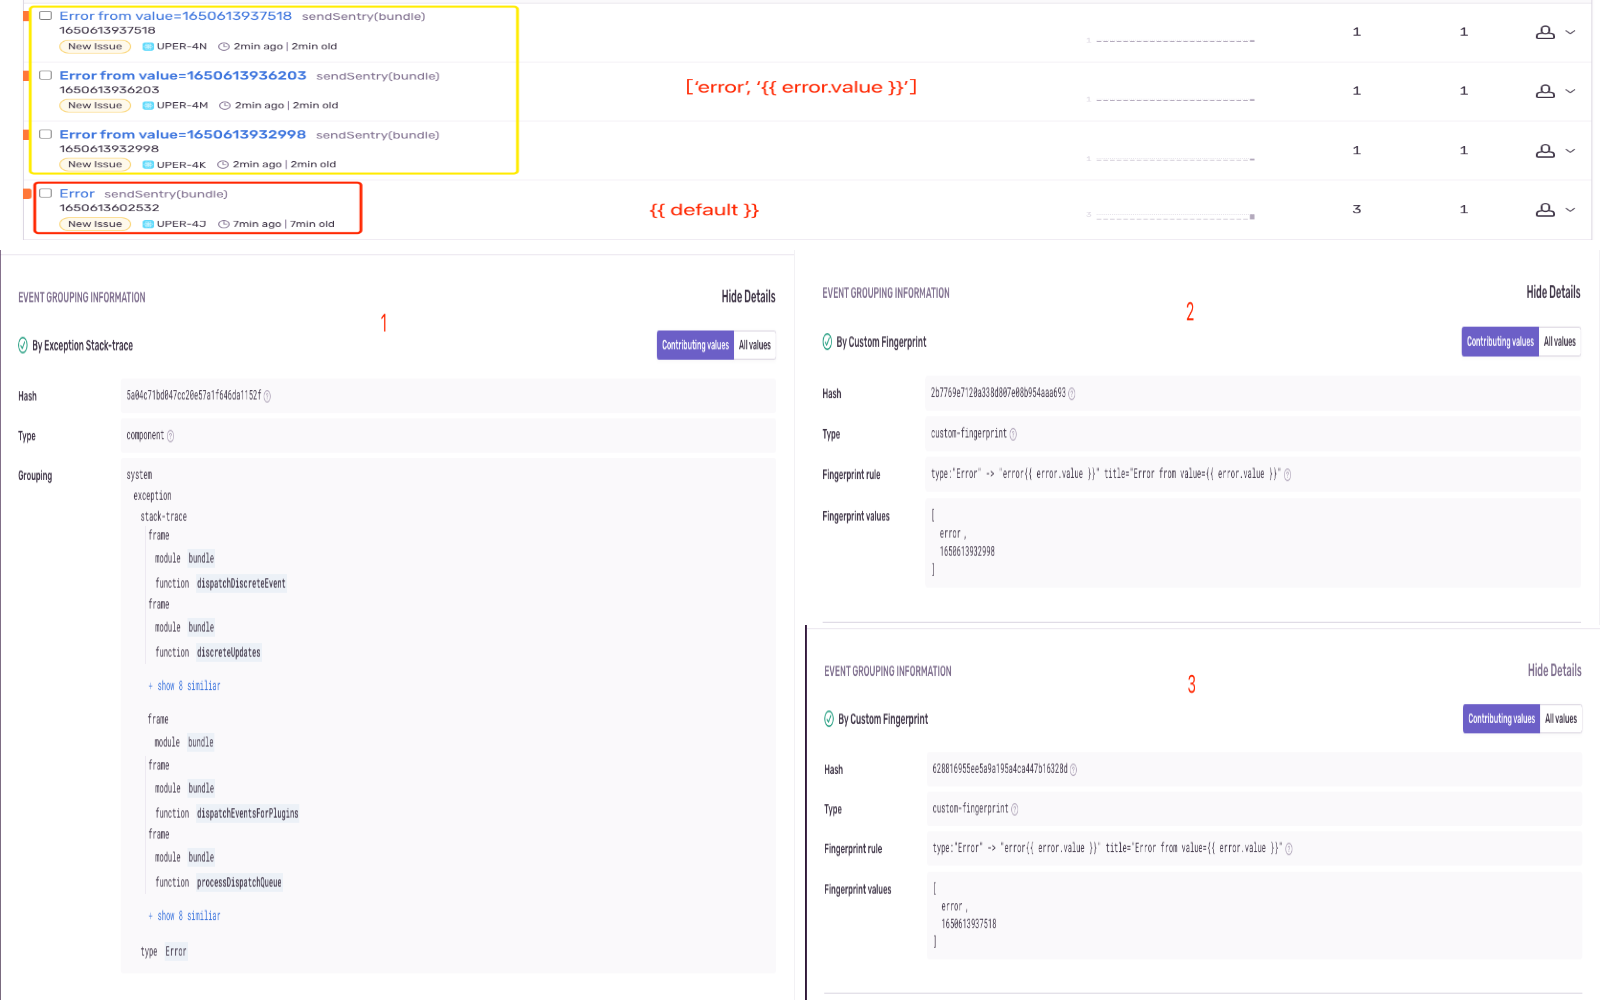 Error from value=1650613937518 sendSentry(bundle)
1650613937518
New Issue UPER-4N 2min ago | 2min old
1
1 1
Error from value=1650613936203 sendSentry(bundle)
1650613936203
New Issue UPER-4M 2min ago | 2min old
['error', '{{ error.value }}']
1
1 1
Error from value=1650613932998 sendSentry(bundle)
1650613932998
New Issue UPER-4K 2min ago | 2min old
1
1 1
Error sendSentry(bundle)
1650613602532
New Issue UPER-4J 7min ago | 7min old
{{ default }}
3
3 1
EVENT GROUPING INFORMATION
Hide Details
1
By Exception Stack-trace
Contributing values All values
Hash 5a04c71bd047cc20e57a1f646da1152f
Type component
Grouping system
exception
stack-trace
frame
module bundle
function dispatchDiscreteEvent
frame
module bundle
function discreteUpdates
+ show 8 similiar
frame
module bundle
frame
module bundle
function dispatchEventsForPlugins
frame
module bundle
function processDispatchQueue
+ show 8 similiar
type Error
EVENT GROUPING INFORMATION
Hide Details
2
By Custom Fingerprint
Contributing values All values
Hash 2b7769e7120a338d807e08b954aaa693
Type custom-fingerprint
Fingerprint rule type:"Error" -> "error{{ error.value }}" title="Error from value={{ error.value }}"
Fingerprint values [
error ,
1650613932998
]
EVENT GROUPING INFORMATION
Hide Details
3
By Custom Fingerprint
Contributing values All values
Hash 628816955ee5a9a195a4ca447b16328d
Type custom-fingerprint
Fingerprint rule type:"Error" -> "error{{ error.value }}" title="Error from value={{ error.value }}"
Fingerprint values [
error ,
1650613937518
]